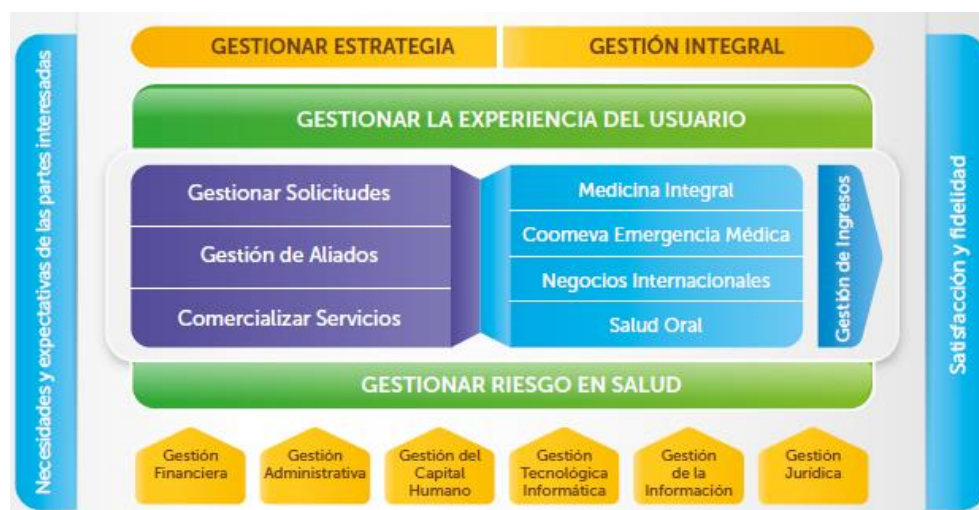 Necesidades y expectativas de las partes interesadas
GESTIONAR ESTRATEGIA
GESTIÓN INTEGRAL
GESTIONAR LA EXPERIENCIA DEL USUARIO
Gestionar Solicitudes
Gestión de Aliados
Comercializar Servicios
Medicina Integral
Coomeva Emergencia Médica
Negocios Internacionales
Salud Oral
Gestión de Ingresos
GESTIONAR RIESGO EN SALUD
Gestión
Financiera
Gestión
Administrativa
Gestión del
Capital
Humano
Gestión
Tecnológica
Informática
Gestión
de la
Información
Gestión
Jurídica
Satisfacción y fidelidad